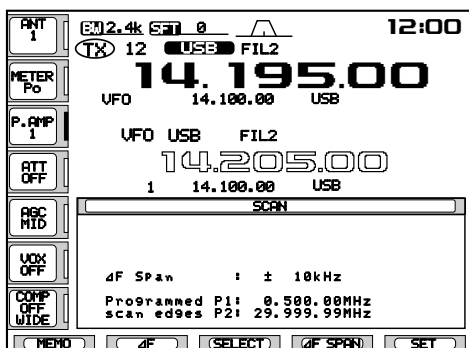 ANT 1
BW 2.4k SFT 0
12:00
TX 12 USB FIL2
METER Po
14.195.00
VFO 14.100.00 USB
P.AMP 1
VFO USB FIL2
14.205.00
ATT OFF
1 14.100.00 USB
AGC MID
SCAN
VOX OFF
⊿F Span : ± 10kHz
COMP OFF WIDE
Programmed P1: 0.500.00MHz
scan edges P2: 29.999.99MHz
MEMO ⊿F SELECT ⊿F SPAN SET